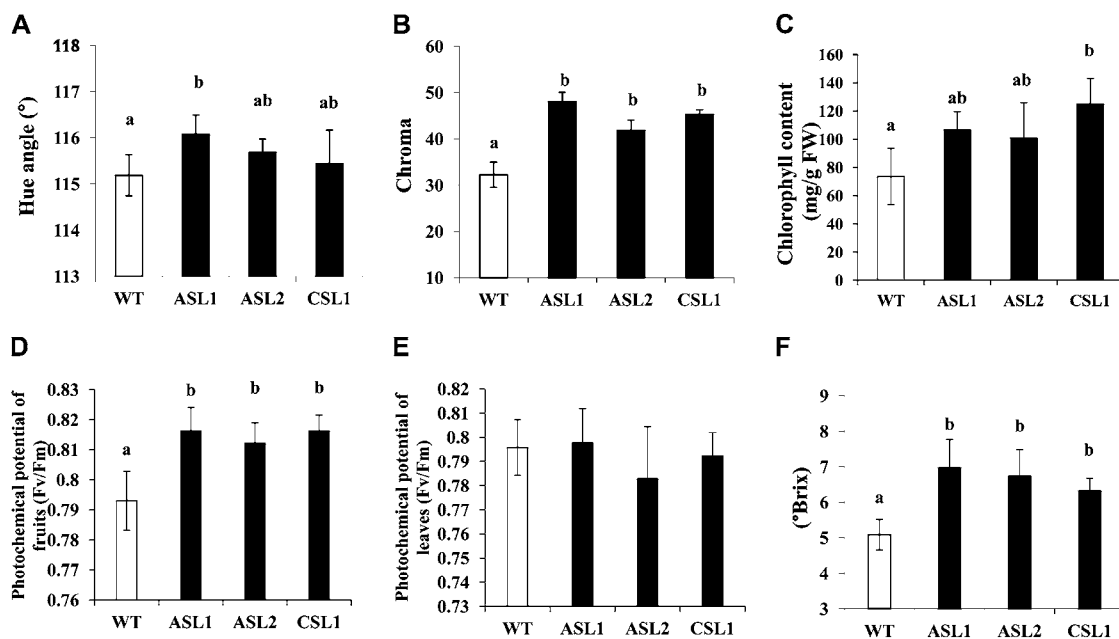 A
118
117
116
115
114
113
Hue angle (°)
a
b
ab
ab
WT
ASL1
ASL2
CSL1
B
60
50
40
30
20
10
Chroma
a
b
b
b
WT
ASL1
ASL2
CSL1
C
160
140
120
100
80
60
40
20
0
Chlorophyll content
(mg/g FW)
a
ab
ab
b
WT
ASL1
ASL2
CSL1
D
0.83
0.82
0.81
0.8
0.79
0.78
0.77
0.76
Photochemical potential of
fruits (Fv/Fm)
a
b
b
b
WT
ASL1
ASL2
CSL1
E
0.82
0.81
0.8
0.79
0.78
0.77
0.76
0.75
0.74
0.73
Photochemical potential of
leaves (Fv/Fm)
WT
ASL1
ASL2
CSL1
F
9
8
7
6
5
4
3
(°Brix)
a
b
b
b
WT
ASL1
ASL2
CSL1